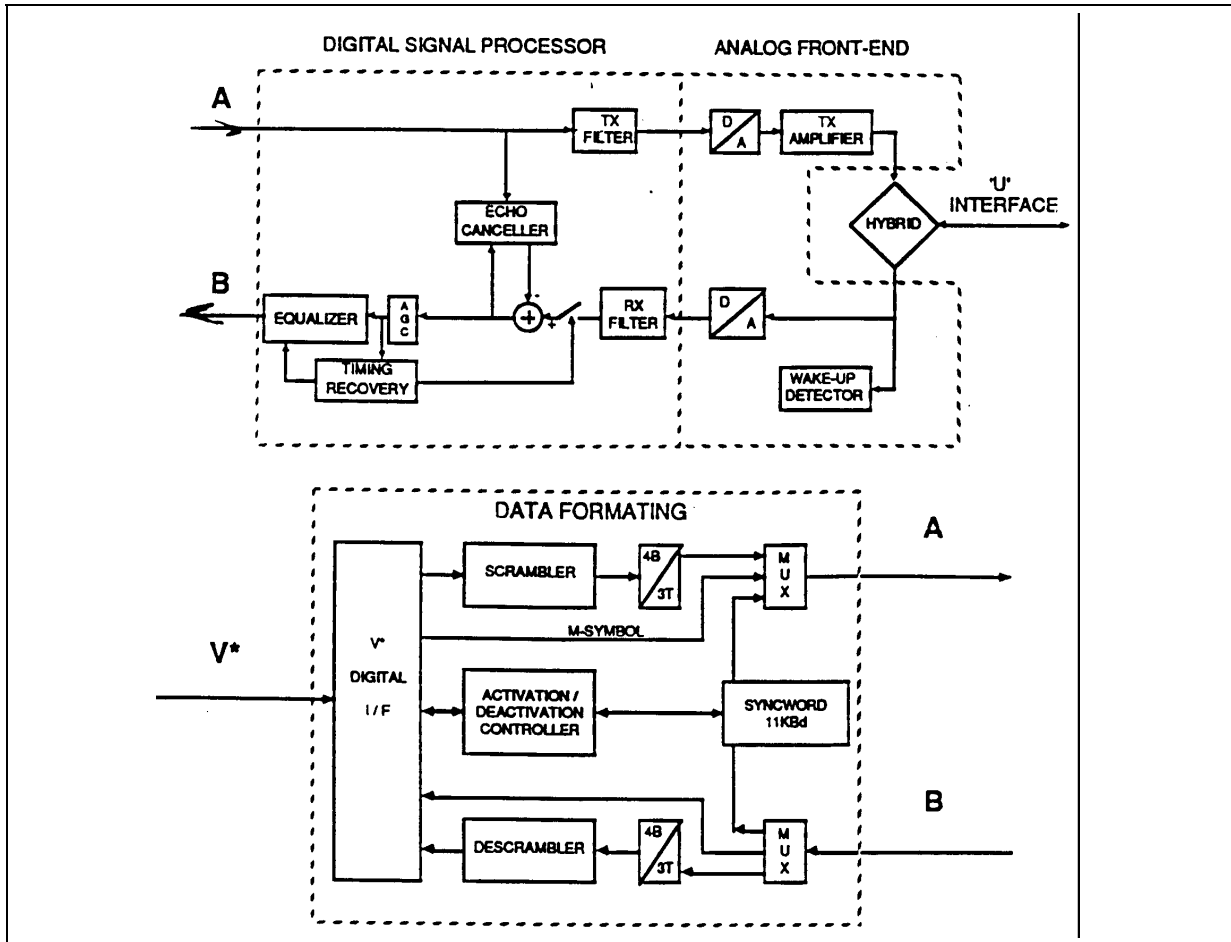 DIGITAL SIGNAL PROCESSOR
ANALOG FRONT-END
A
TX
FILTER
D
A
TX
AMPLIFIER
HYBRID
'U'
INTERFACE
ECHO
CANCELLER
B
EQUALIZER
A
G
C
-
+
+
RX
FILTER
D
A
TIMING
RECOVERY
WAKE-UP
DETECTOR
DATA FORMATING
V*
V*
DIGITAL
I/F
SCRAMBLER
4B
3T
M
U
X
A
M-SYMBOL
ACTIVATION /
DEACTIVATION
CONTROLLER
SYNCWORD
11KBd
DESCRAMBLER
4B
3T
M
U
X
B